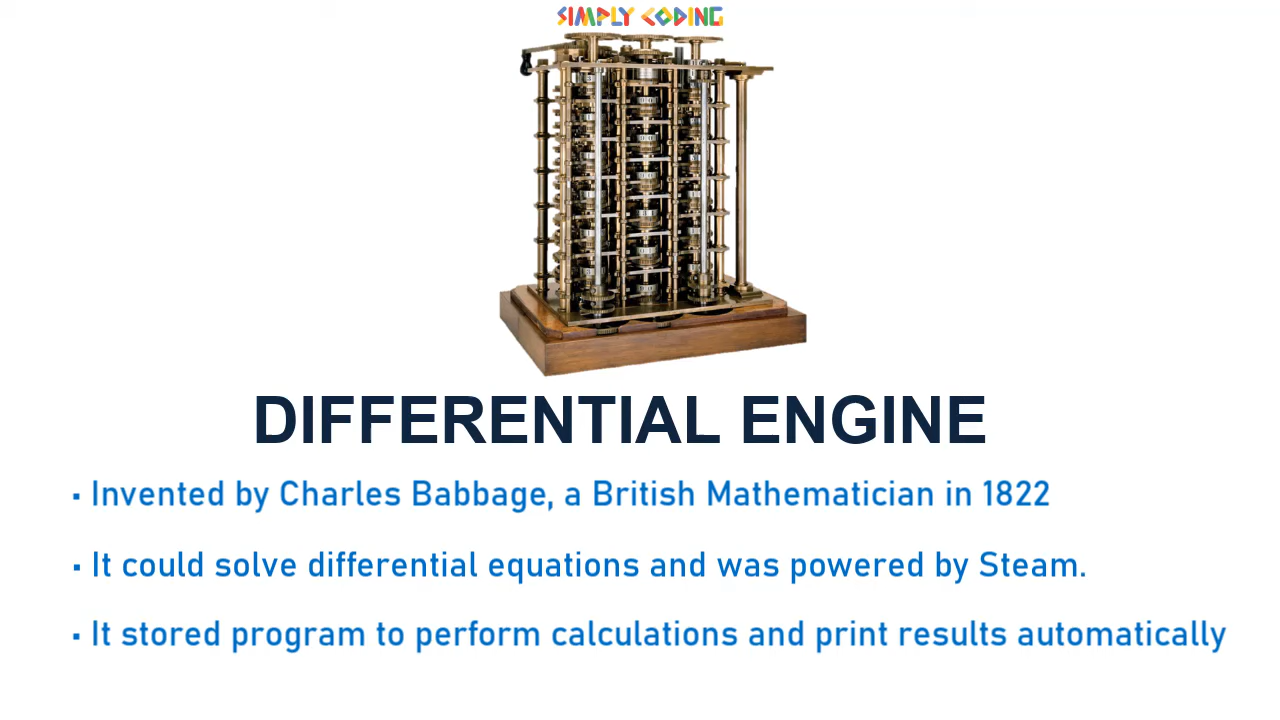 SIMPLY CODING
DIFFERENTIAL ENGINE
▪ Invented by Charles Babbage, a British Mathematician in 1822
▪ It could solve differential equations and was powered by Steam.
▪ It stored program to perform calculations and print results automatically